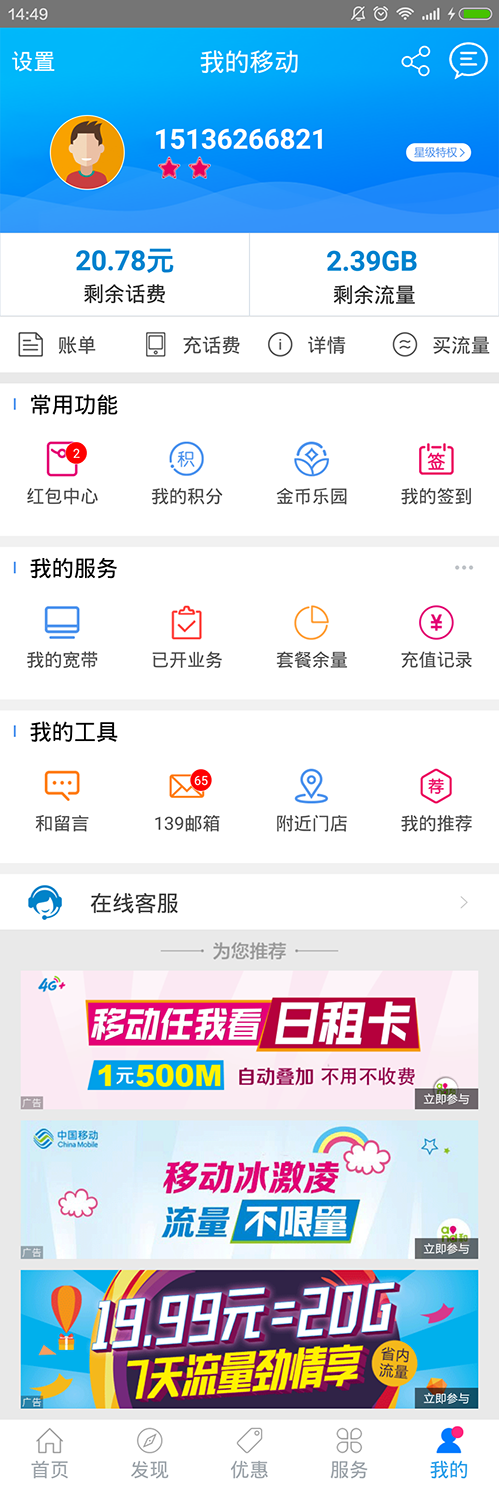 14:49
设置
我的移动
15136266821
星级特权
20.78元
2.39GB
剩余话费
剩余流量
账单
充话费
详情
买流量
常用功能
2
积
签
红包中心
我的积分
金币乐园
我的签到
我的服务
我的宽带
已开业务
套餐余量
充值记录
我的工具
65
荐
和留言
139邮箱
附近门店
我的推荐
在线客服
为您推荐
4G+
移动任我看 日租卡
1元500M 自动叠加 不用不收费
广告
立即参与
中国移动
China Mobile
移动冰激凌
流量 不限量
and和
广告
立即参与
19.99元=20G
7天流量劲情享
省内
流量
广告
立即参与
首页
发现
优惠
服务
我的